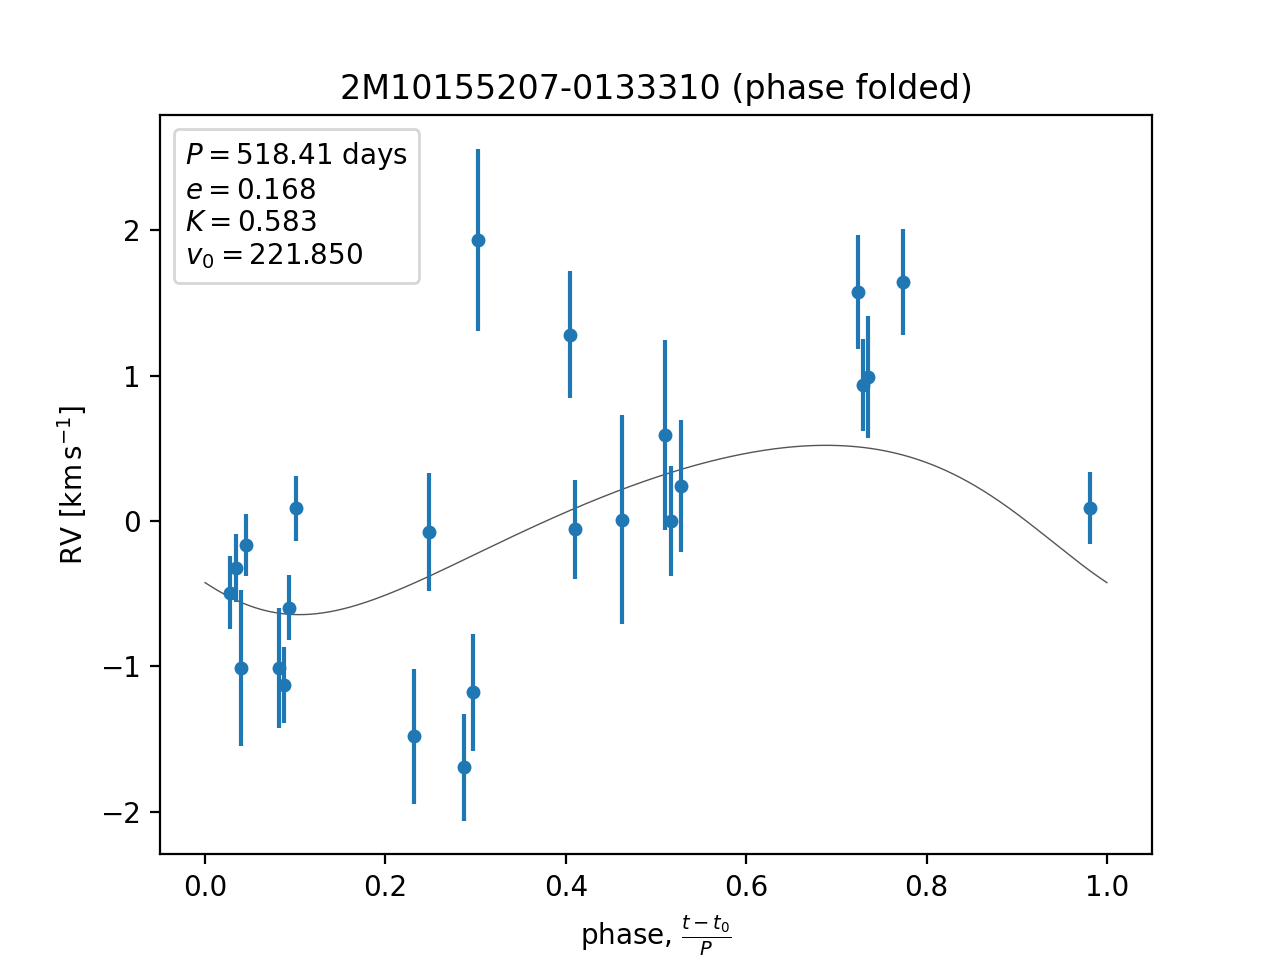 2M10155207-0133310 (phase folded)
P = 518.41 days
e = 0.168
K = 0.583
v₀ = 221.850
2
1
0
−1
−2
RV [km s⁻¹]
0.0 0.2 0.4 0.6 0.8 1.0
phase, (t − t₀)/P